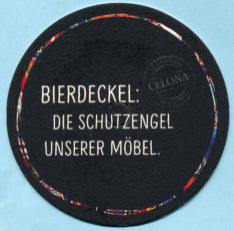 CELONA
BIERDECKEL:
DIE SCHUTZENGEL
UNSERER MÖBEL.